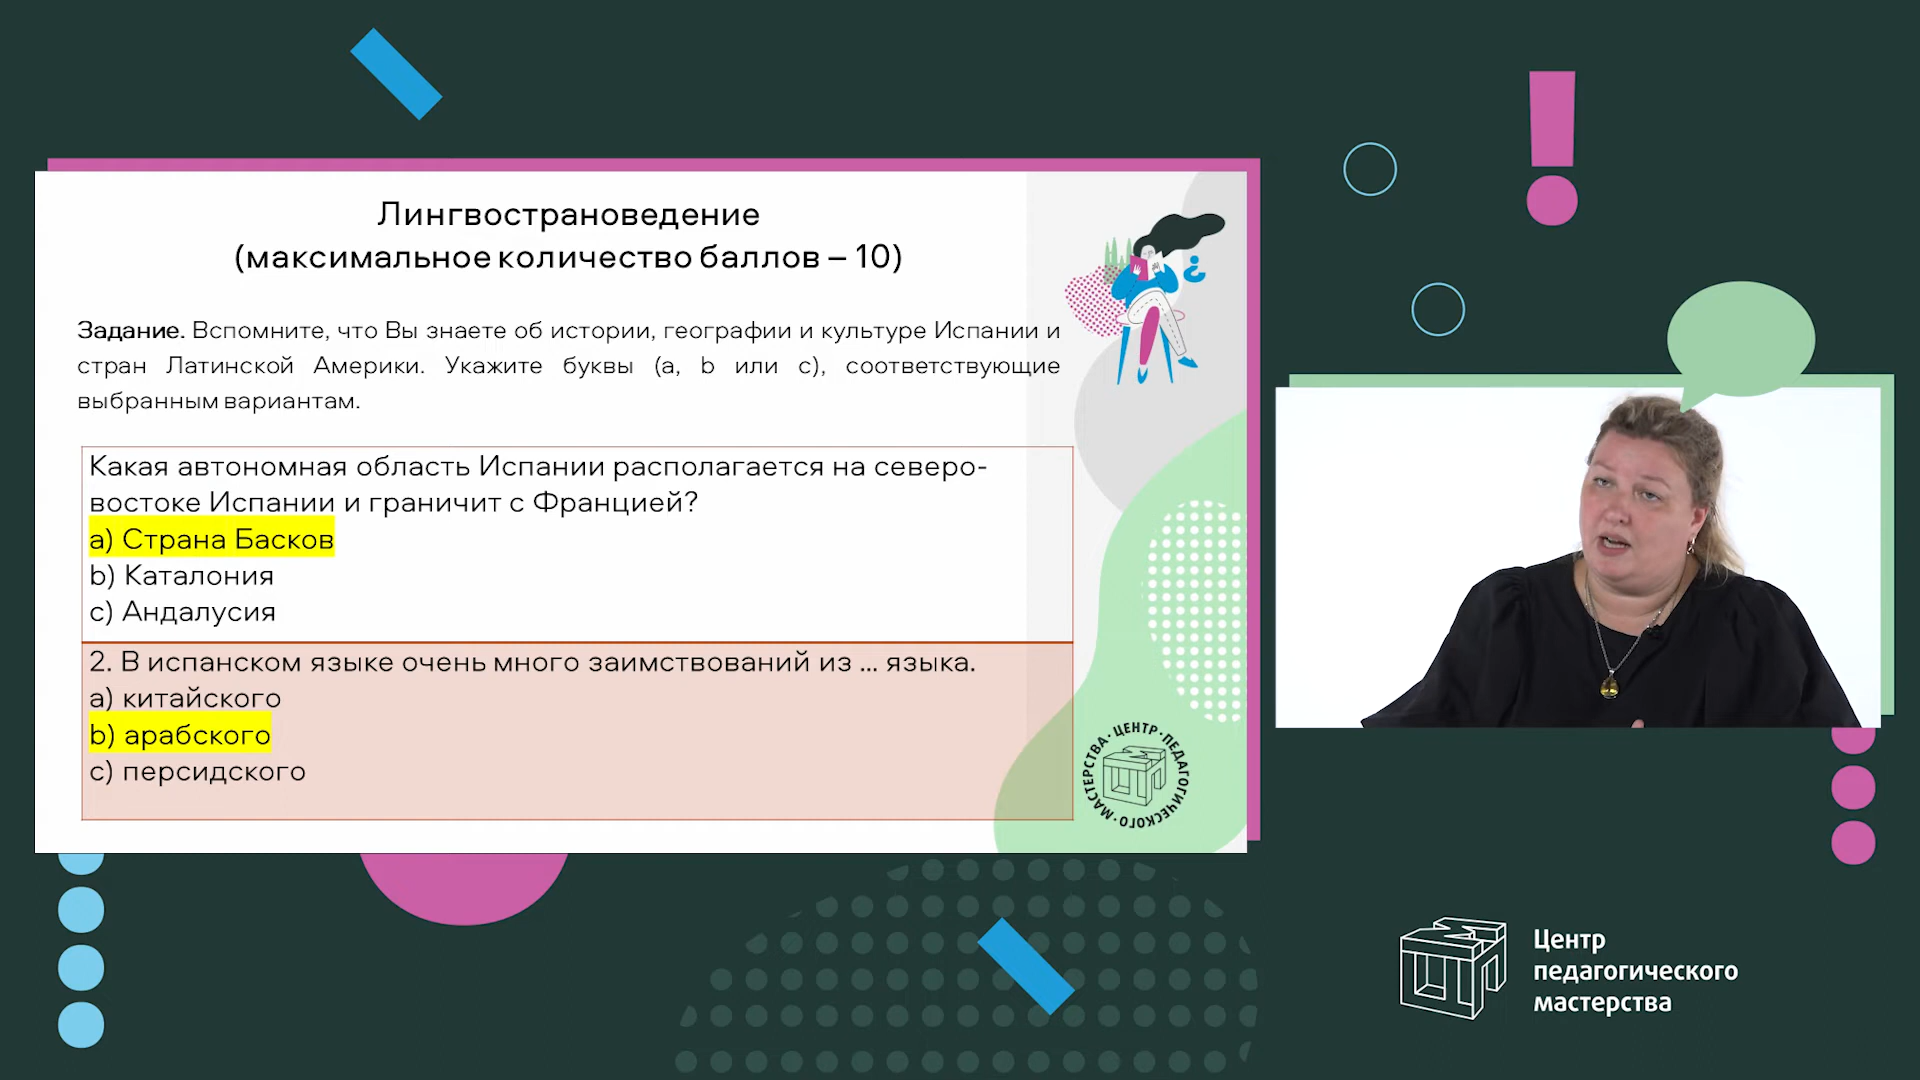 Лингвострановедение
(максимальное количество баллов – 10)
Задание. Вспомните, что Вы знаете об истории, географии и культуре Испании и
стран Латинской Америки. Укажите буквы (a, b или c), соответствующие
выбранным вариантам.
Какая автономная область Испании располагается на северо-
востоке Испании и граничит с Францией?
a) Страна Басков
b) Каталония
c) Андалусия
2. В испанском языке очень много заимствований из ... языка.
a) китайского
b) арабского
c) персидского
ЦЕНТР · ПЕДАГОГИЧЕСКОГО · МАСТЕРСТВА ·
Центр
педагогического
мастерства